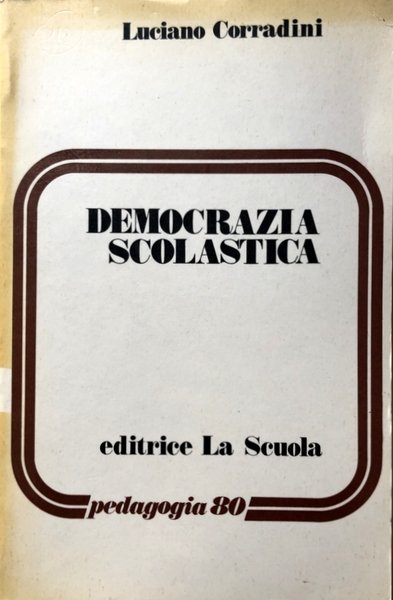 Luciano Corradini
DEMOCRAZIA
SCOLASTICA
editrice La Scuola
pedagogia 80